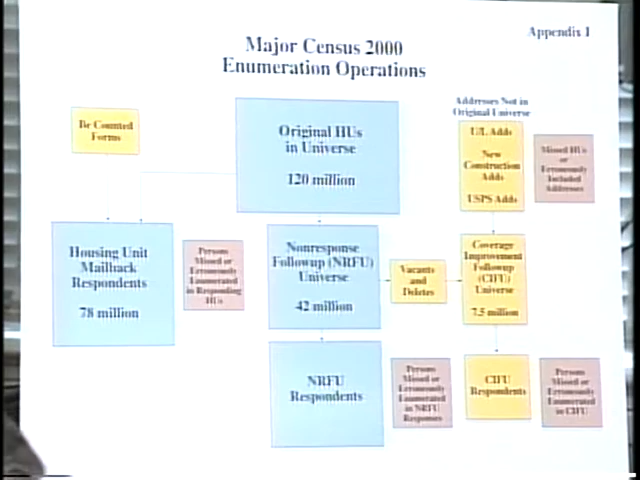 Appendix 1
Major Census 2000
Enumeration Operations
Be Counted
Forms
Original HUs
in Universe
120 million
Addresses Not in
Original Universe
U/L Adds
New
Construction
Adds
USPS Adds
Missed HUs
or
Erroneously
Included
Addresses
Housing Unit
Mailback
Respondents
78 million
Persons
Missed or
Erroneously
Enumerated
in Responding
HUs
Nonresponse
Followup (NRFU)
Universe
42 million
Vacants
and
Deletes
Coverage
Improvement
Followup
(CIFU)
Universe
7.5 million
NRFU
Respondents
Persons
Missed or
Erroneously
Enumerated
in NRFU
Responses
CIFU
Respondents
Persons
Missed or
Erroneously
Enumerated
in CIFU